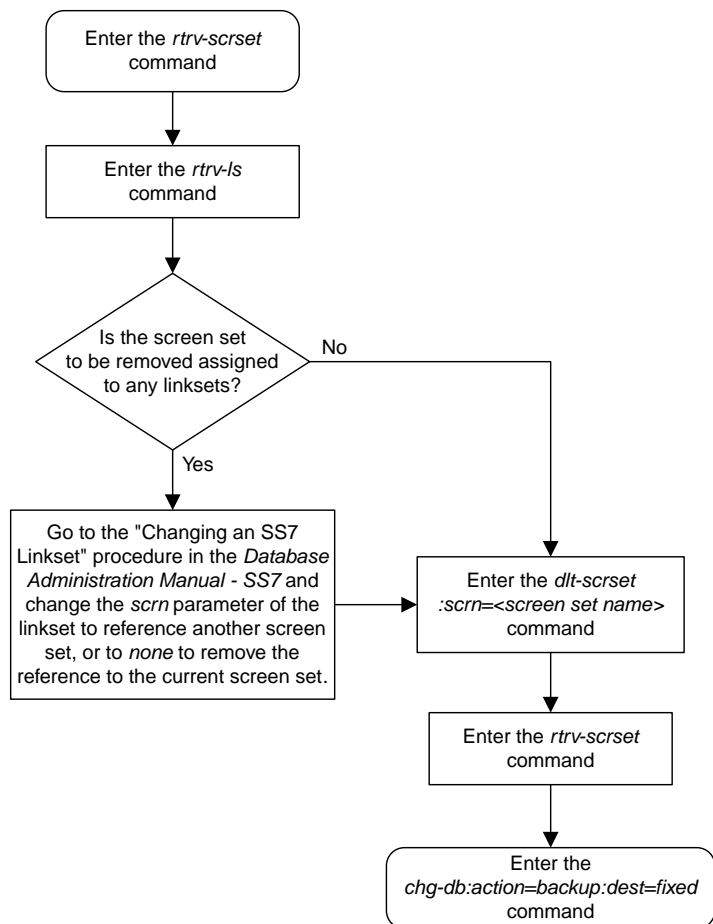 Enter the rtrv-scrset
command
Enter the rtrv-ls
command
Is the screen set
to be removed assigned
to any linksets?
No
Yes
Go to the "Changing an SS7
Linkset" procedure in the Database
Administration Manual - SS7 and
change the scrn parameter of the
linkset to reference another screen
set, or to none to remove the
reference to the current screen set.
Enter the dlt-scrset
:scrn=<screen set name>
command
Enter the rtrv-scrset
command
Enter the
chg-db:action=backup:dest=fixed
command